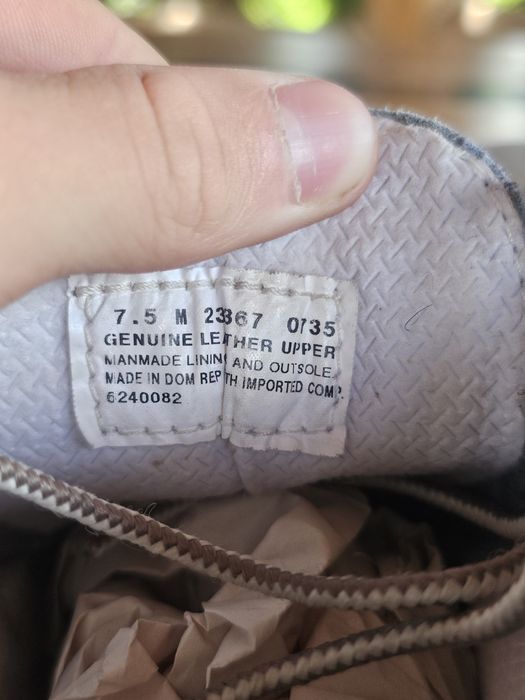 7.5 M 23367 0735
GENUINE LEATHER UPPER
MANMADE LINING AND OUTSOLE.
MADE IN DOM REP WITH IMPORTED COMP.
6240082